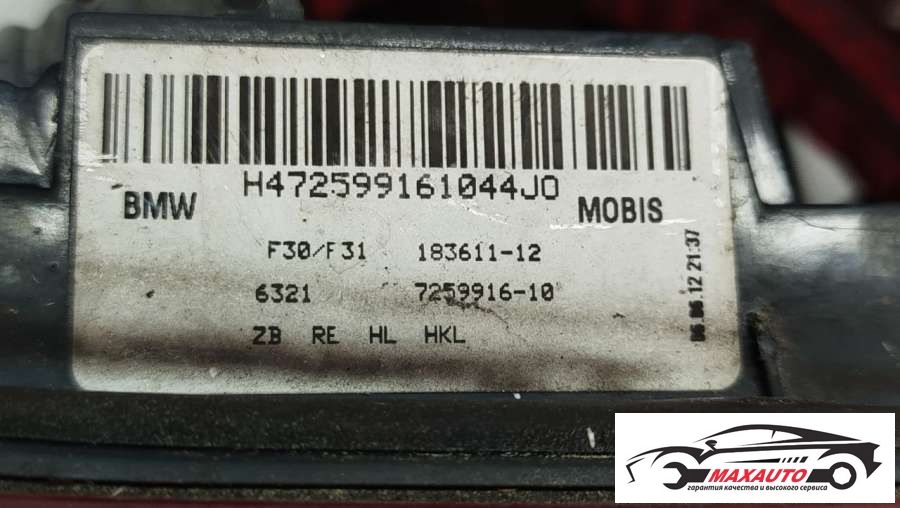 H472599161044J0
BMW MOBIS
F30/F31 183611-12
6321 7259916-10
ZB RE HL HKL
06.06.12 21:37
MAXAUTO
гарантия качества и высокого сервиса